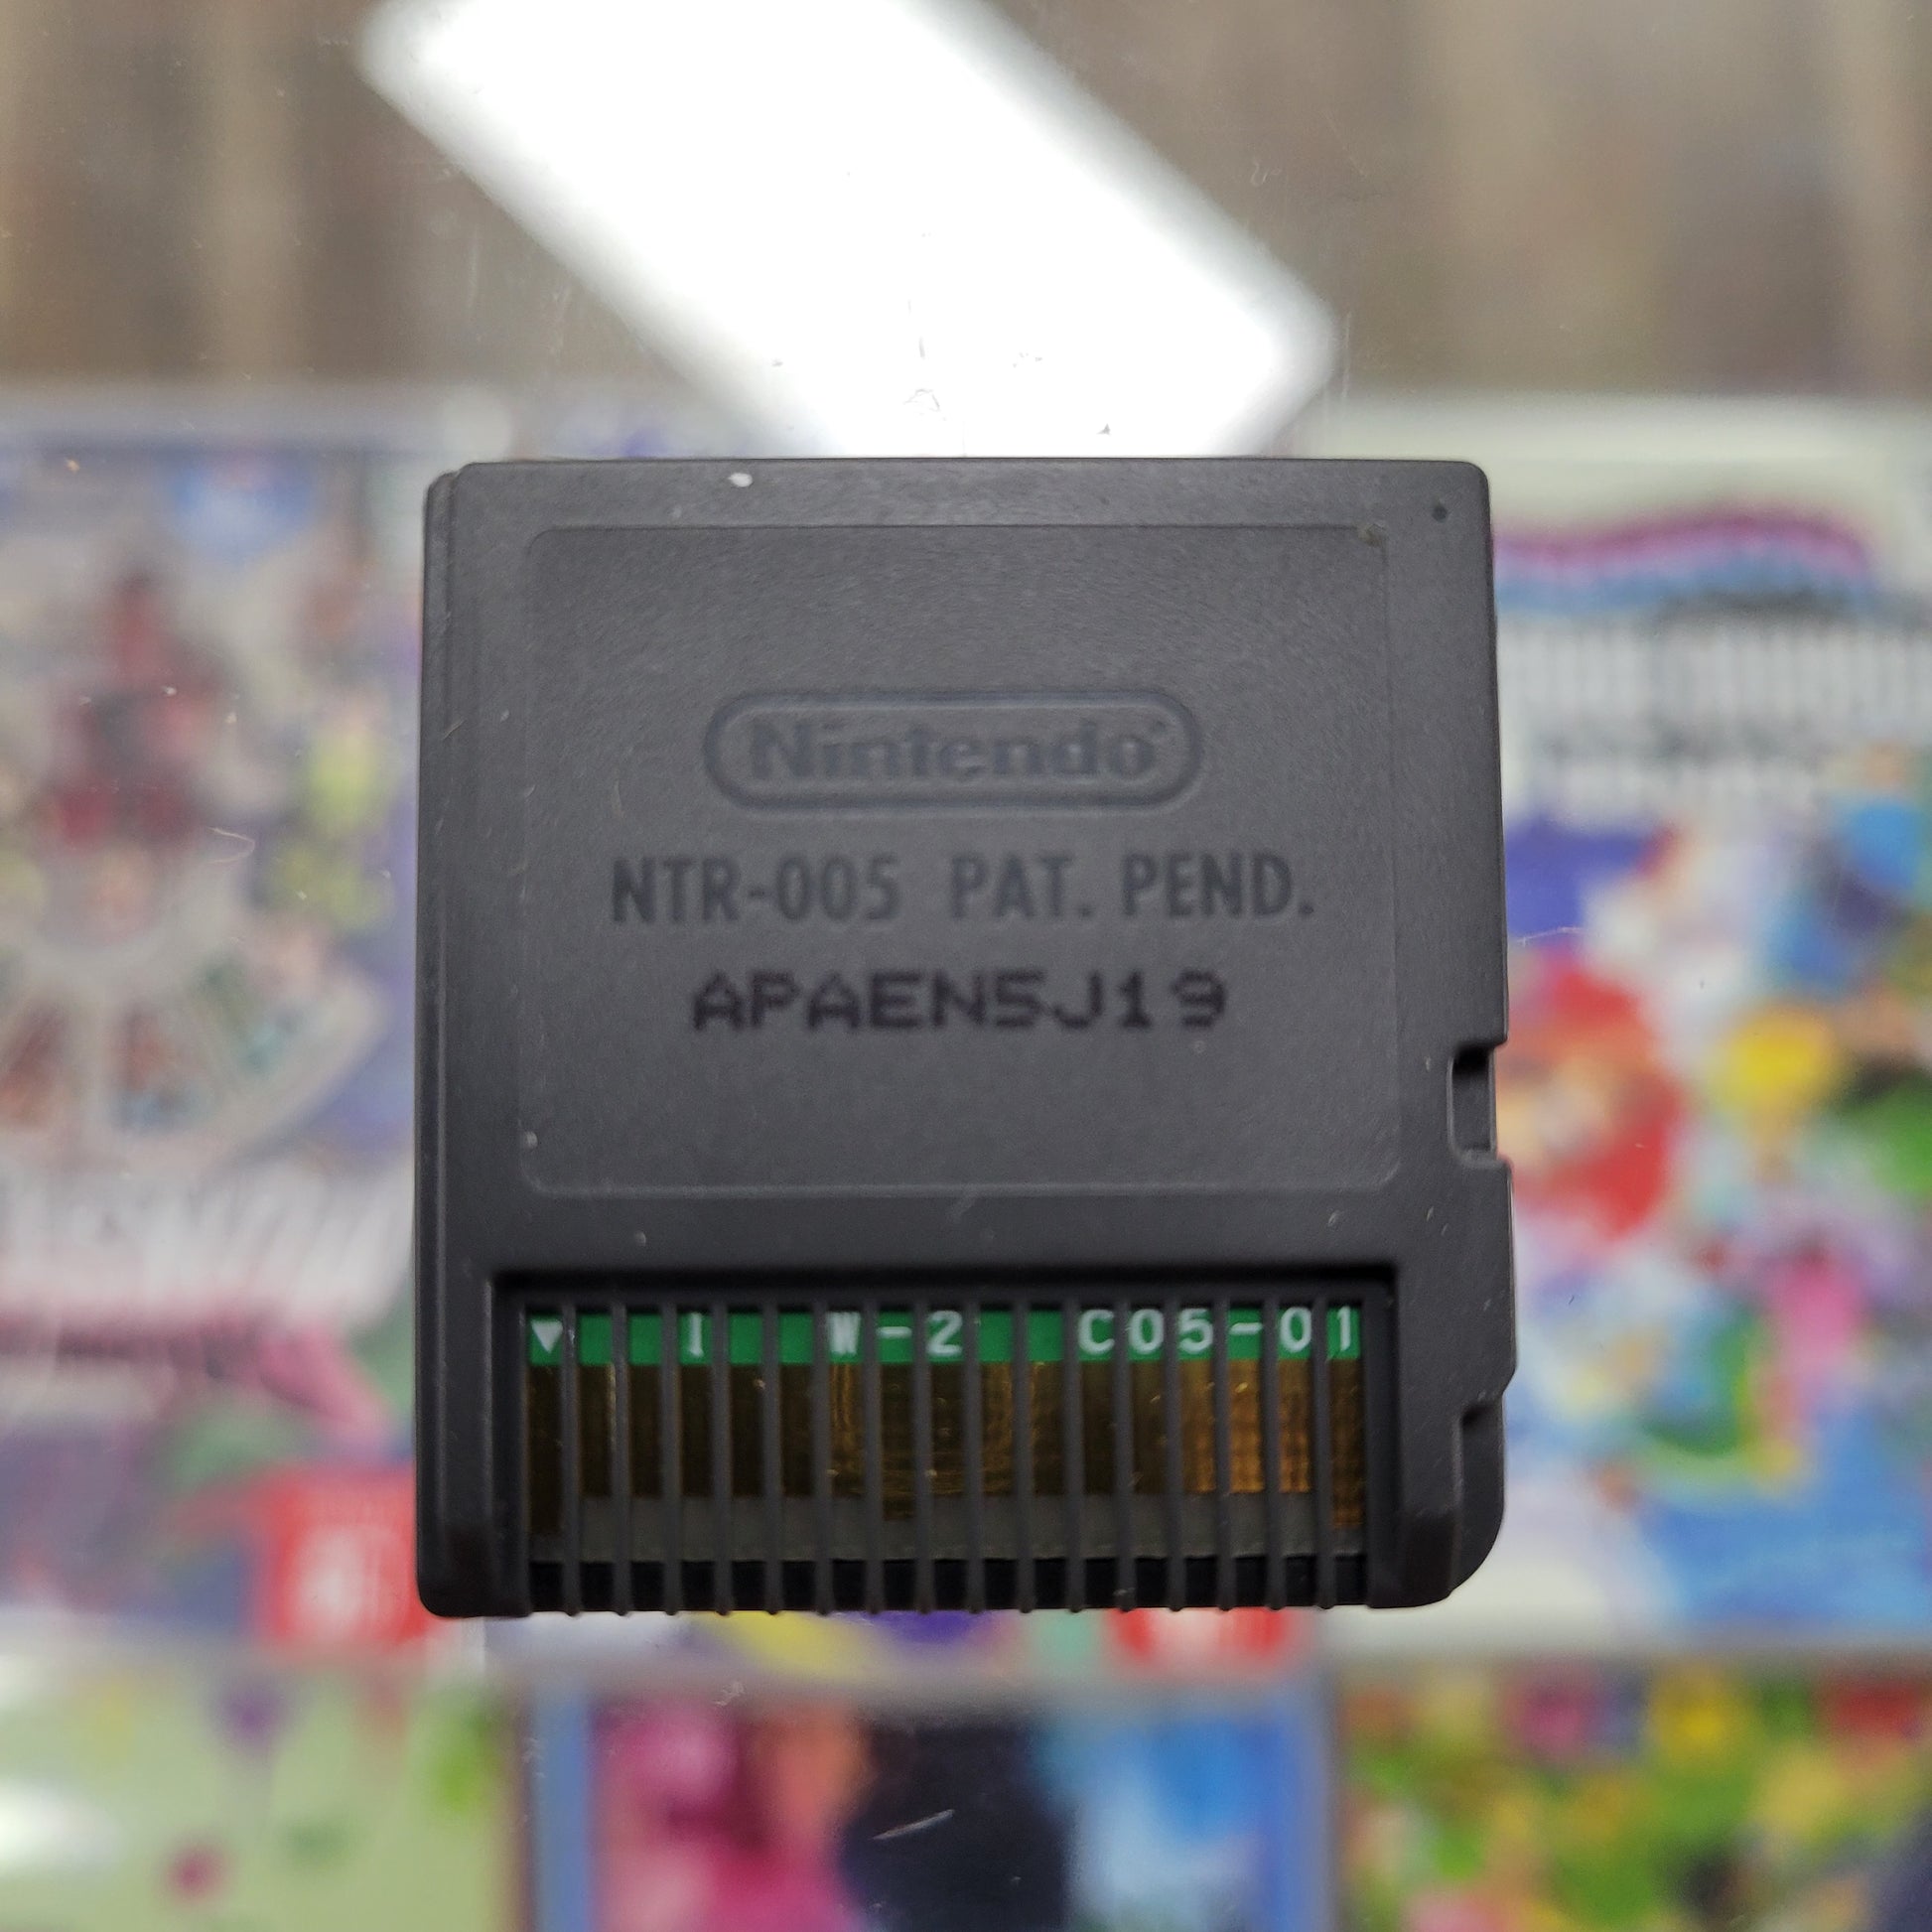 Nintendo®
NTR-005 PAT. PEND.
APAEN5J19
▼ I W-2 C05-01